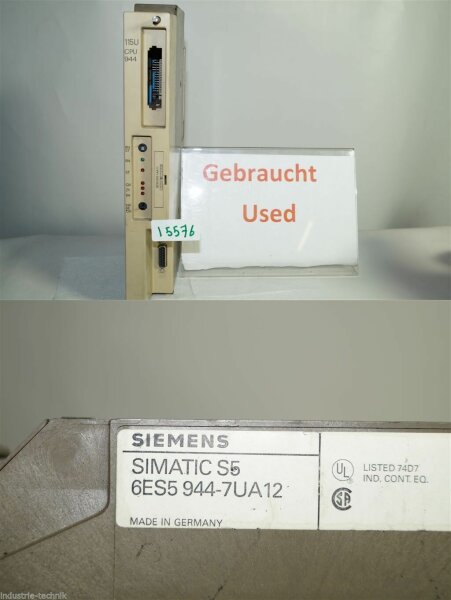 115U
CPU
944
Gebraucht
Used
15576
SIEMENS
SIMATIC S5
6ES5 944-7UA12
MADE IN GERMANY
UL
LISTED 74D7
IND. CONT. EQ.
SA
industrie-technik